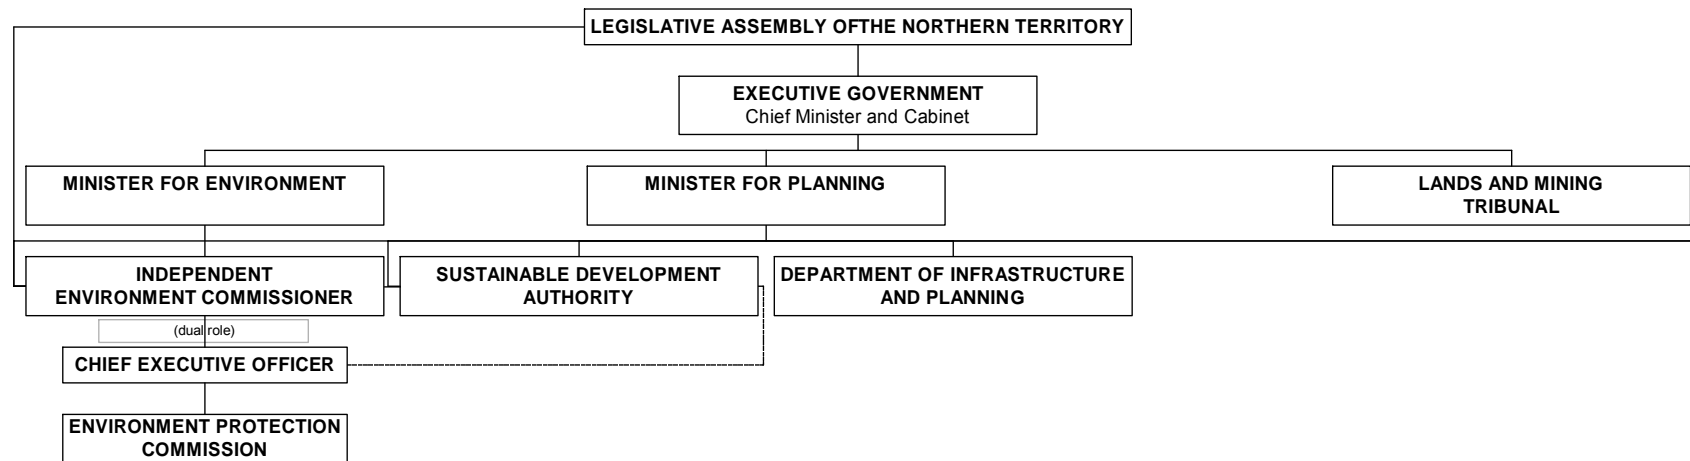 LEGISLATIVE ASSEMBLY OFTHE NORTHERN TERRITORY
EXECUTIVE GOVERNMENT
Chief Minister and Cabinet
MINISTER FOR ENVIRONMENT
MINISTER FOR PLANNING
LANDS AND MINING
TRIBUNAL
INDEPENDENT
ENVIRONMENT COMMISSIONER
SUSTAINABLE DEVELOPMENT
AUTHORITY
DEPARTMENT OF INFRASTRUCTURE
AND PLANNING
(dual role)
CHIEF EXECUTIVE OFFICER
ENVIRONMENT PROTECTION
COMMISSION